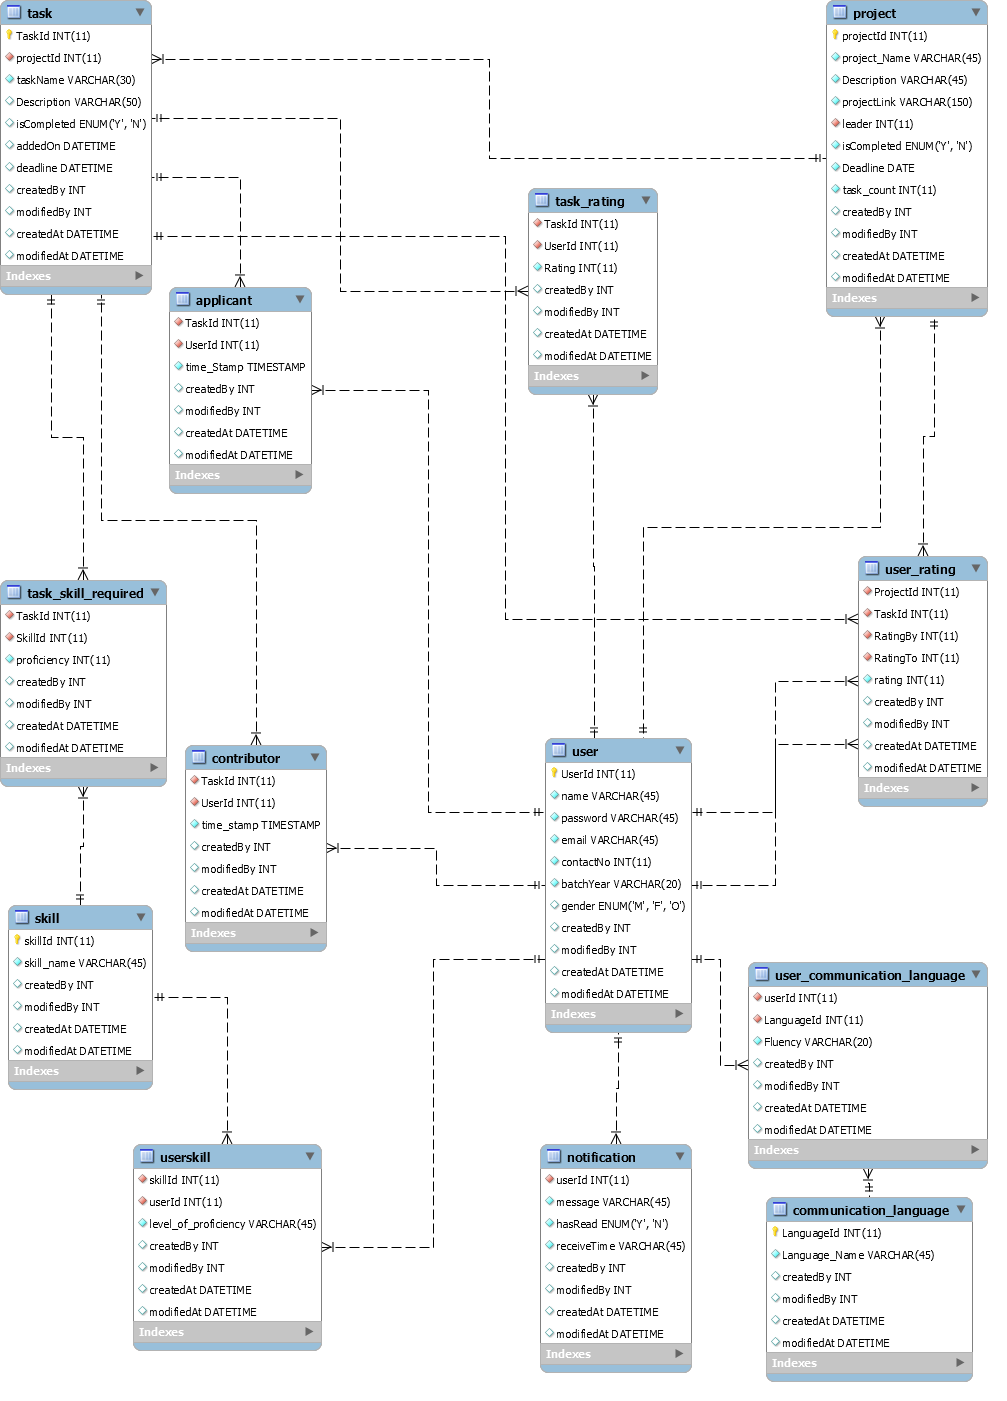 task
TaskId INT(11)
projectId INT(11)
taskName VARCHAR(30)
Description VARCHAR(50)
isCompleted ENUM('Y', 'N')
addedOn DATETIME
deadline DATETIME
createdBy INT
modifiedBy INT
createdAt DATETIME
modifiedAt DATETIME
Indexes
project
projectId INT(11)
project_Name VARCHAR(45)
Description VARCHAR(45)
projectLink VARCHAR(150)
leader INT(11)
isCompleted ENUM('Y', 'N')
Deadline DATE
task_count INT(11)
createdBy INT
modifiedBy INT
createdAt DATETIME
modifiedAt DATETIME
Indexes
task_rating
TaskId INT(11)
UserId INT(11)
Rating INT(11)
createdBy INT
modifiedBy INT
createdAt DATETIME
modifiedAt DATETIME
Indexes
applicant
TaskId INT(11)
UserId INT(11)
time_Stamp TIMESTAMP
createdBy INT
modifiedBy INT
createdAt DATETIME
modifiedAt DATETIME
Indexes
user_rating
ProjectId INT(11)
TaskId INT(11)
RatingBy INT(11)
RatingTo INT(11)
rating INT(11)
createdBy INT
modifiedBy INT
createdAt DATETIME
modifiedAt DATETIME
Indexes
task_skill_required
TaskId INT(11)
SkillId INT(11)
proficiency INT(11)
createdBy INT
modifiedBy INT
createdAt DATETIME
modifiedAt DATETIME
Indexes
contributor
TaskId INT(11)
UserId INT(11)
time_stamp TIMESTAMP
createdBy INT
modifiedBy INT
createdAt DATETIME
modifiedAt DATETIME
Indexes
user
UserId INT(11)
name VARCHAR(45)
password VARCHAR(45)
email VARCHAR(45)
contactNo INT(11)
batchYear VARCHAR(20)
gender ENUM('M', 'F', 'O')
createdBy INT
modifiedBy INT
createdAt DATETIME
modifiedAt DATETIME
Indexes
skill
skillId INT(11)
skill_name VARCHAR(45)
createdBy INT
modifiedBy INT
createdAt DATETIME
modifiedAt DATETIME
Indexes
user_communication_language
userId INT(11)
LanguageId INT(11)
Fluency VARCHAR(20)
createdBy INT
modifiedBy INT
createdAt DATETIME
modifiedAt DATETIME
Indexes
userskill
skillId INT(11)
userId INT(11)
level_of_proficiency VARCHAR(45)
createdBy INT
modifiedBy INT
createdAt DATETIME
modifiedAt DATETIME
Indexes
notification
userId INT(11)
message VARCHAR(45)
hasRead ENUM('Y', 'N')
receiveTime VARCHAR(45)
createdBy INT
modifiedBy INT
createdAt DATETIME
modifiedAt DATETIME
Indexes
communication_language
LanguageId INT(11)
Language_Name VARCHAR(45)
createdBy INT
modifiedBy INT
createdAt DATETIME
modifiedAt DATETIME
Indexes